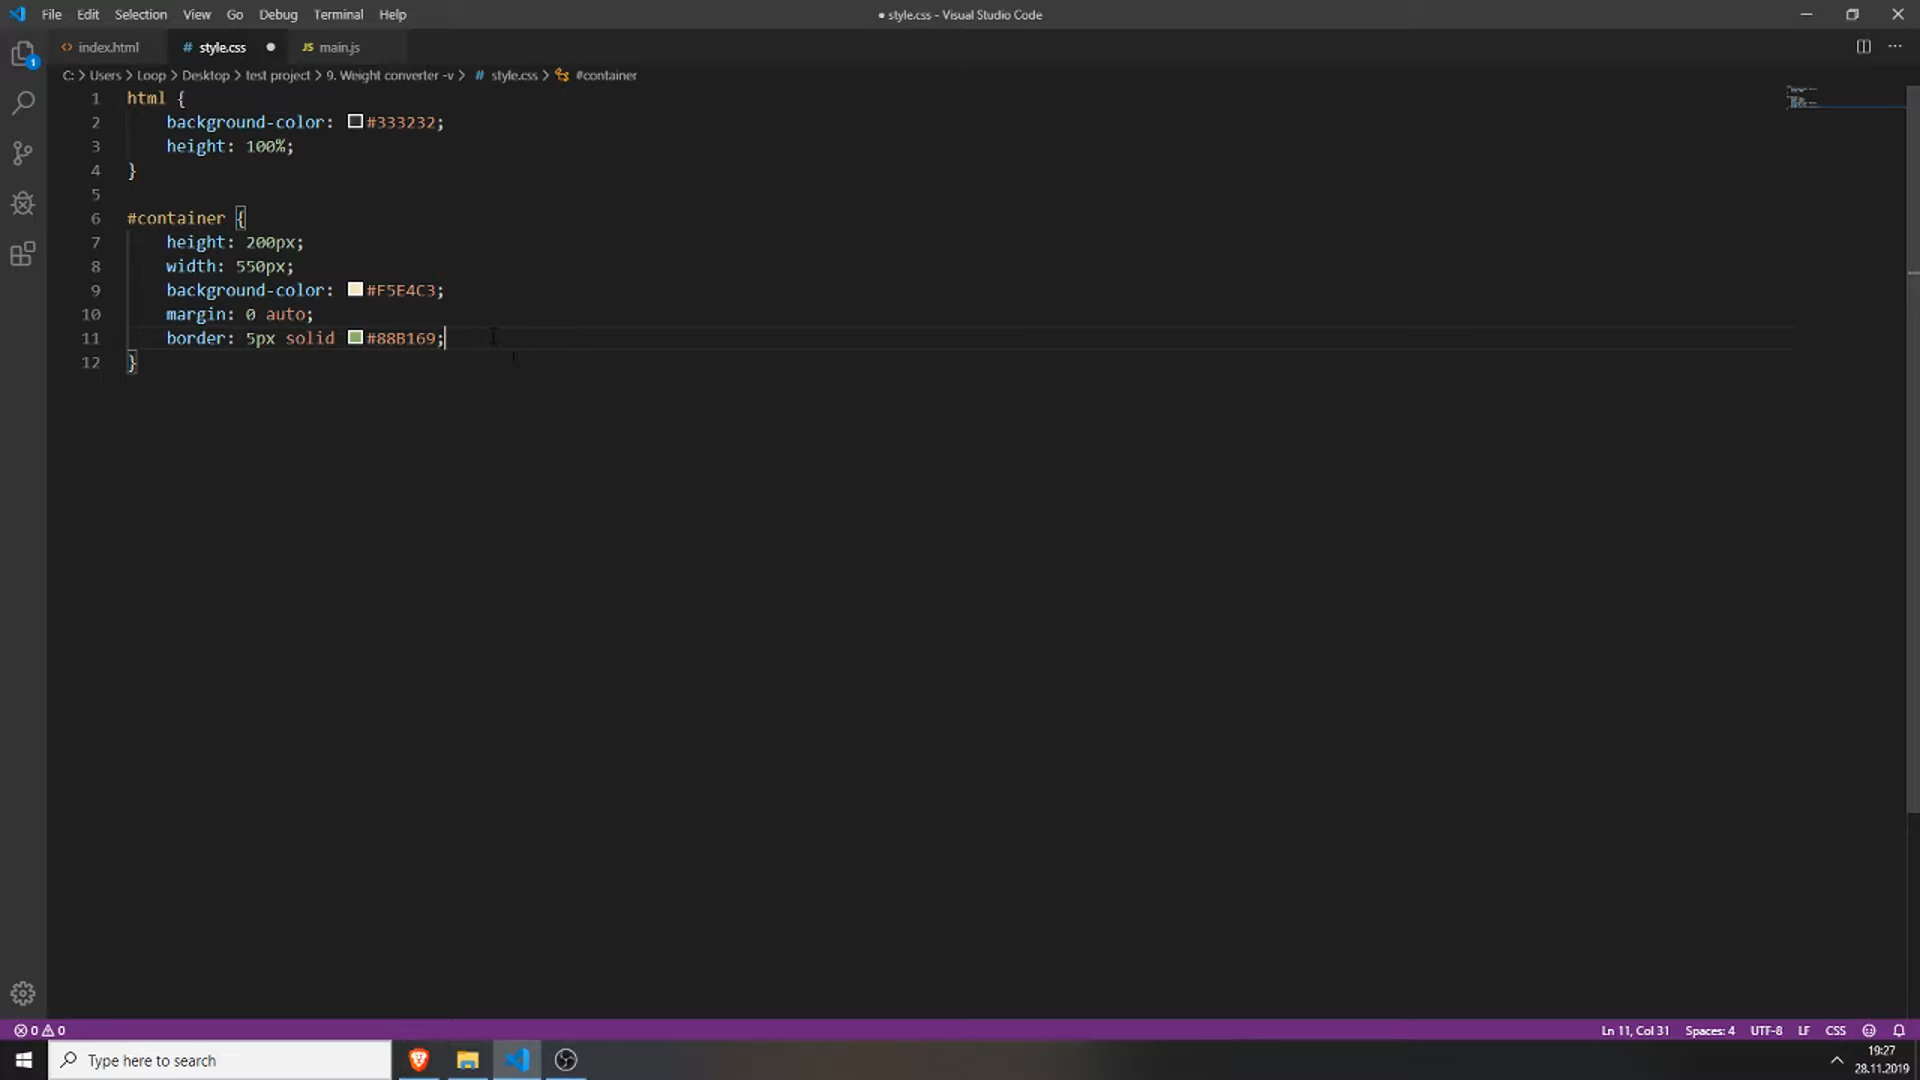 File Edit Selection View Go Debug Terminal Help
● style.css - Visual Studio Code
1
<> index.html # style.css ● JS main.js
C: > Users > Loop > Desktop > test project > 9. Weight converter -v > # style.css > #container
1 html {
2 background-color: #333232;
3 height: 100%;
4 }
5
6 #container {
7 height: 200px;
8 width: 550px;
9 background-color: #F5E4C3;
10 margin: 0 auto;
11 border: 5px solid #88B169;
12 }
0 0 Ln 11, Col 31 Spaces: 4 UTF-8 LF CSS
Type here to search
19:27
28.11.2019